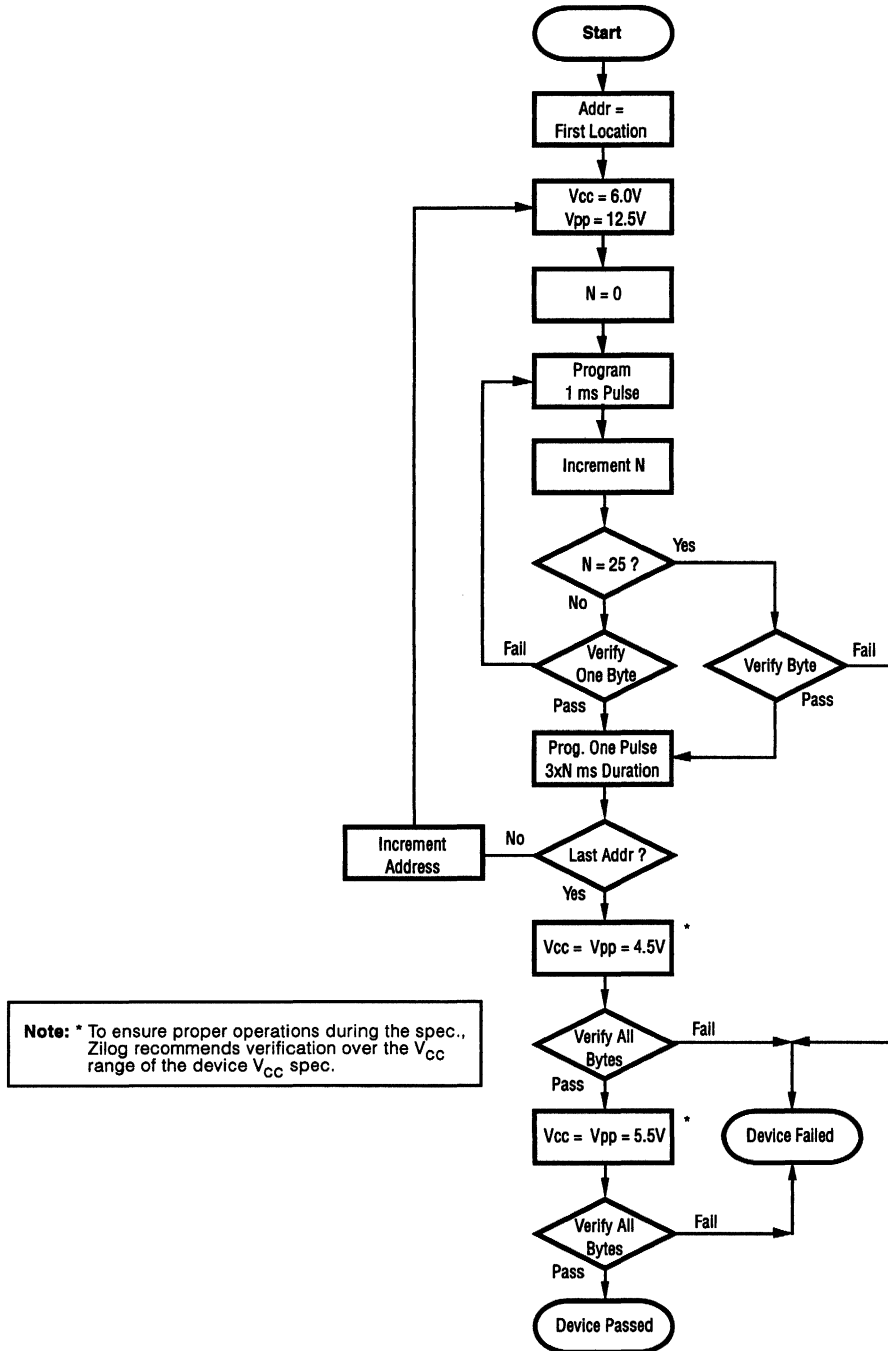 Start
Addr =
First Location
Vcc = 6.0V
Vpp = 12.5V
N = 0
Program
1 ms Pulse
Increment N
N = 25 ?
Yes
No
Fail
Verify
One Byte
Pass
Verify Byte
Fail
Pass
Prog. One Pulse
3xN ms Duration
Increment
Address
No
Last Addr ?
Yes
Vcc = Vpp = 4.5V
*
Note: * To ensure proper operations during the spec.,
Zilog recommends verification over the VCC
range of the device VCC spec.
Verify All
Bytes
Fail
Pass
Vcc = Vpp = 5.5V
*
Device Failed
Verify All
Bytes
Fail
Pass
Device Passed